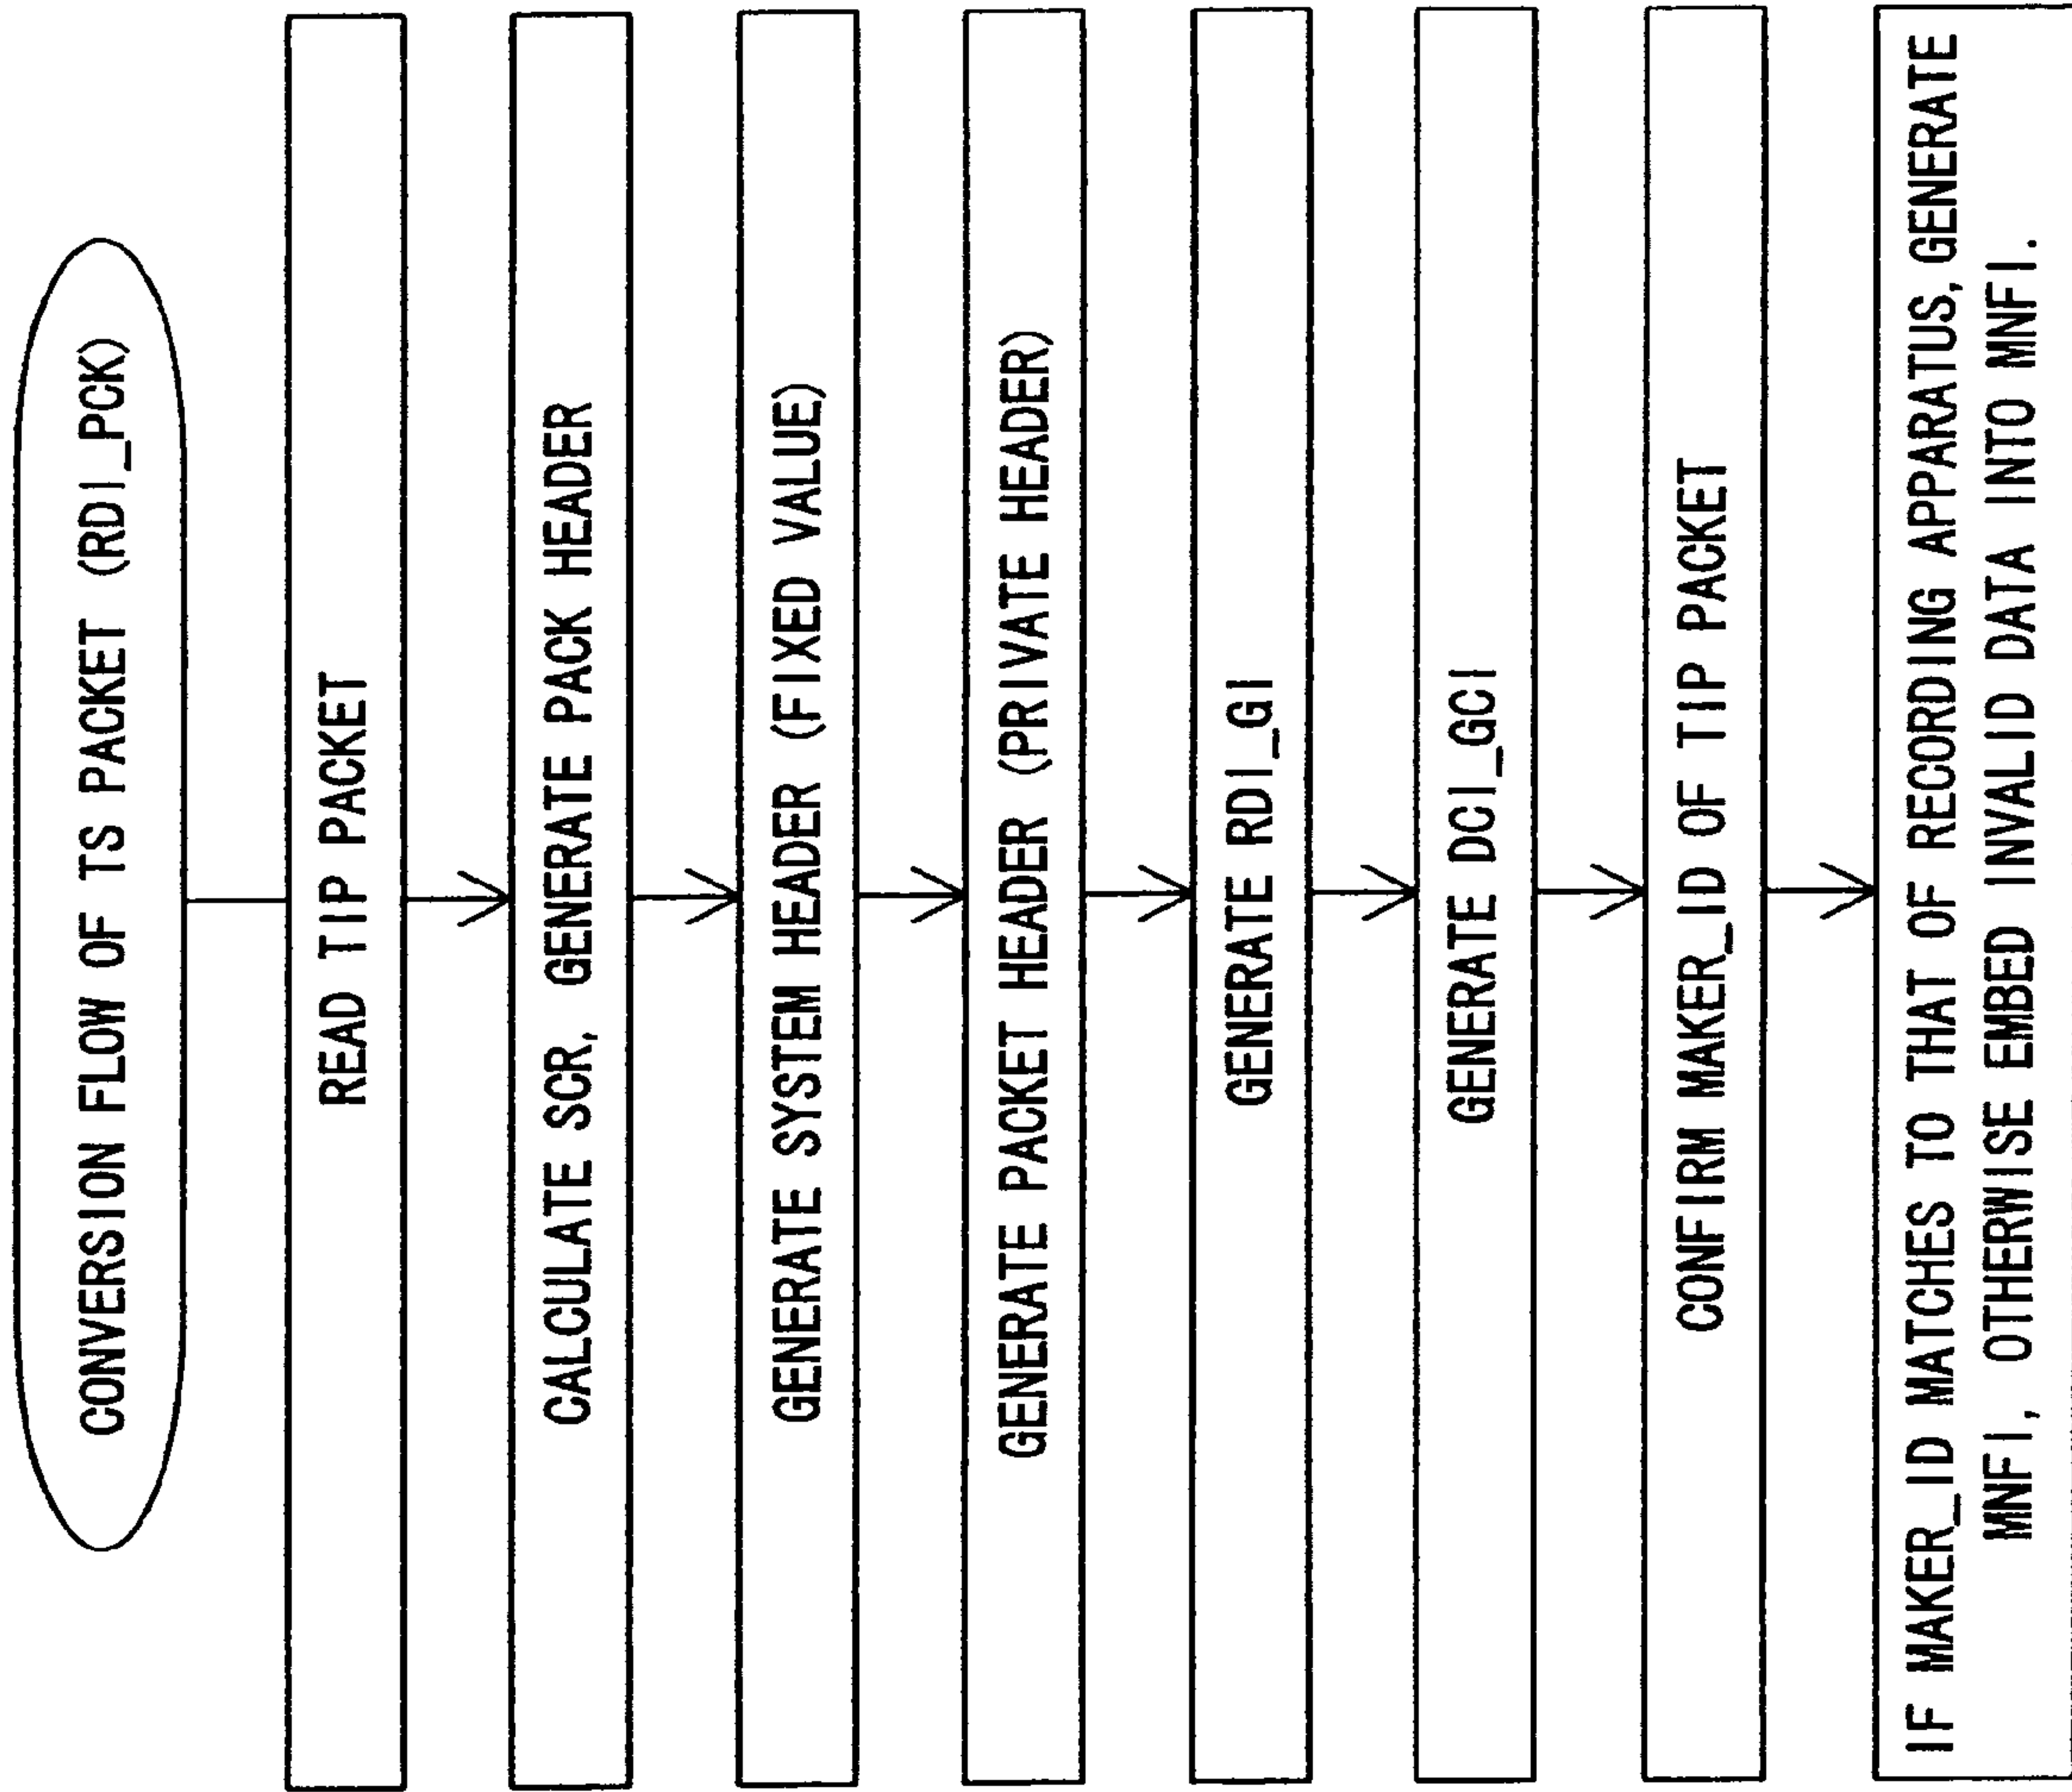 CONVERSION FLOW OF TS PACKET (RDI_PCK)
READ TIP PACKET
CALCULATE SCR, GENERATE PACK HEADER
GENERATE SYSTEM HEADER (FIXED VALUE)
GENERATE PACKET HEADER (PRIVATE HEADER)
GENERATE RDI_GI
GENERATE DCI_GCI
CONFIRM MAKER_ID OF TIP PACKET
IF MAKER_ID MATCHES TO THAT OF RECORDING APPARATUS, GENERATE
MNFI, OTHERWISE EMBED INVALID DATA INTO MNFI.